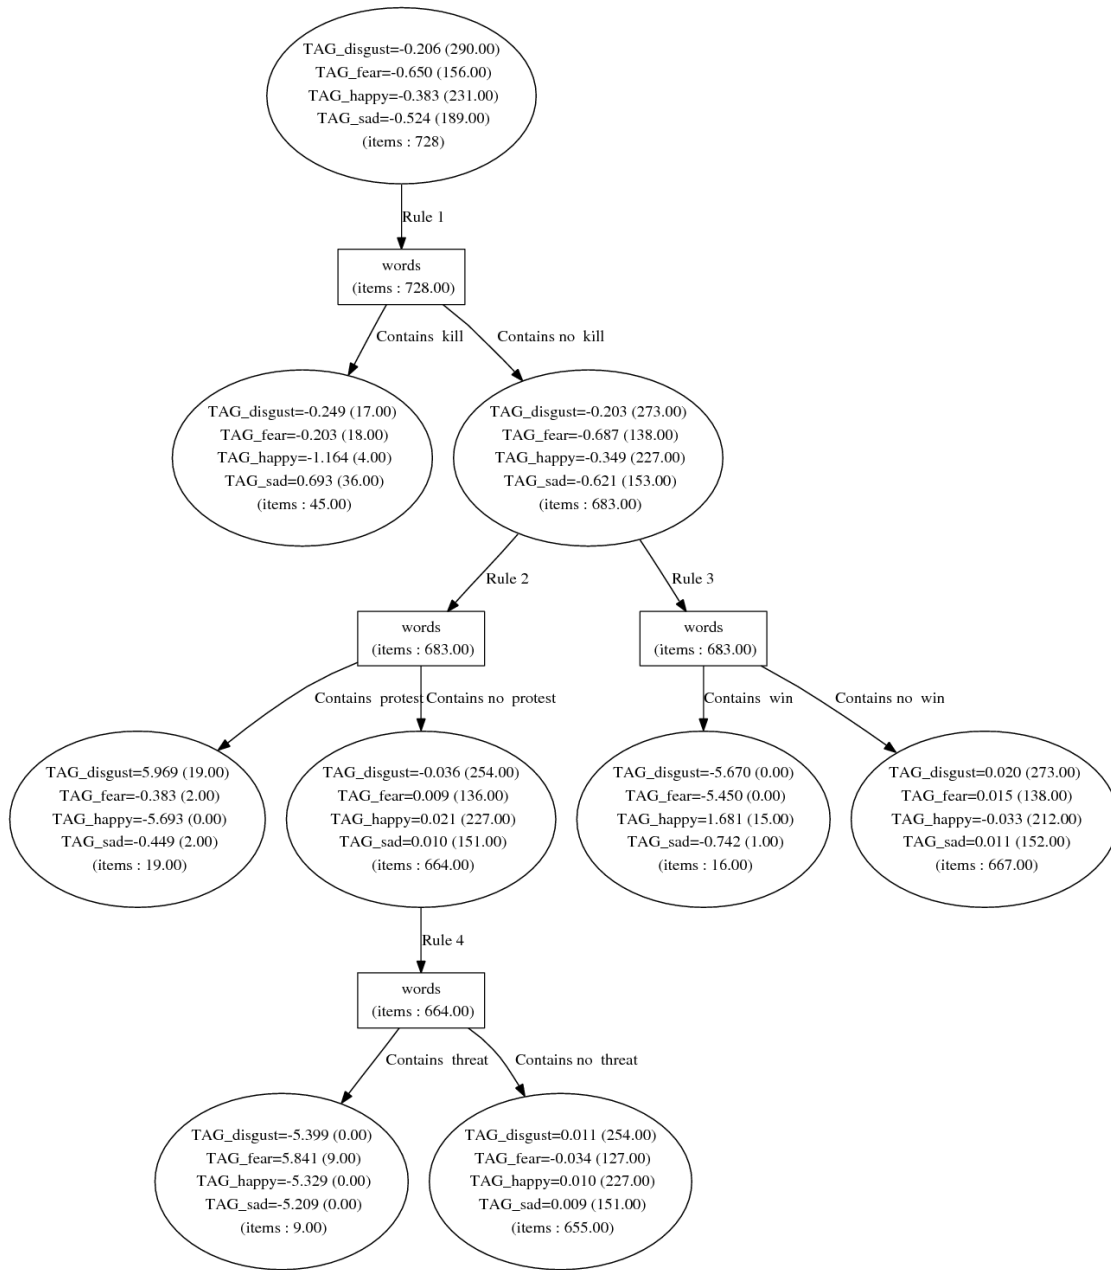 TAG_disgust=-0.206 (290.00)
TAG_fear=-0.650 (156.00)
TAG_happy=-0.383 (231.00)
TAG_sad=-0.524 (189.00)
(items : 728)
Rule 1
words
(items : 728.00)
Contains  kill
Contains no  kill
TAG_disgust=-0.249 (17.00)
TAG_fear=-0.203 (18.00)
TAG_happy=-1.164 (4.00)
TAG_sad=0.693 (36.00)
(items : 45.00)
TAG_disgust=-0.203 (273.00)
TAG_fear=-0.687 (138.00)
TAG_happy=-0.349 (227.00)
TAG_sad=-0.621 (153.00)
(items : 683.00)
Rule 2
Rule 3
words
(items : 683.00)
words
(items : 683.00)
Contains  protest
Contains no  protest
Contains  win
Contains no  win
TAG_disgust=5.969 (19.00)
TAG_fear=-0.383 (2.00)
TAG_happy=-5.693 (0.00)
TAG_sad=-0.449 (2.00)
(items : 19.00)
TAG_disgust=-0.036 (254.00)
TAG_fear=0.009 (136.00)
TAG_happy=0.021 (227.00)
TAG_sad=0.010 (151.00)
(items : 664.00)
TAG_disgust=-5.670 (0.00)
TAG_fear=-5.450 (0.00)
TAG_happy=1.681 (15.00)
TAG_sad=-0.742 (1.00)
(items : 16.00)
TAG_disgust=0.020 (273.00)
TAG_fear=0.015 (138.00)
TAG_happy=-0.033 (212.00)
TAG_sad=0.011 (152.00)
(items : 667.00)
Rule 4
words
(items : 664.00)
Contains  threat
Contains no  threat
TAG_disgust=-5.399 (0.00)
TAG_fear=5.841 (9.00)
TAG_happy=-5.329 (0.00)
TAG_sad=-5.209 (0.00)
(items : 9.00)
TAG_disgust=0.011 (254.00)
TAG_fear=-0.034 (127.00)
TAG_happy=0.010 (227.00)
TAG_sad=0.009 (151.00)
(items : 655.00)